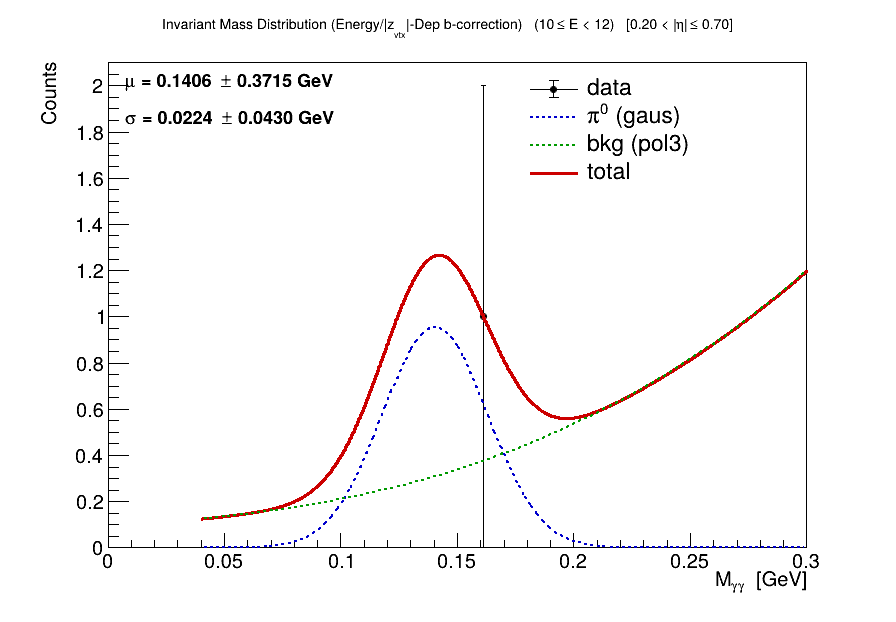 Invariant Mass Distribution (Energy/|z_vtx|-Dep b-correction) (10 ≤ E < 12) [0.20 < |η| ≤ 0.70]
Counts
μ = 0.1406 ± 0.3715 GeV
σ = 0.0224 ± 0.0430 GeV
data
π⁰ (gaus)
bkg (pol3)
total
2
1.8
1.6
1.4
1.2
1
0.8
0.6
0.4
0.2
0
0 0.05 0.1 0.15 0.2 0.25 0.3
M_γγ [GeV]